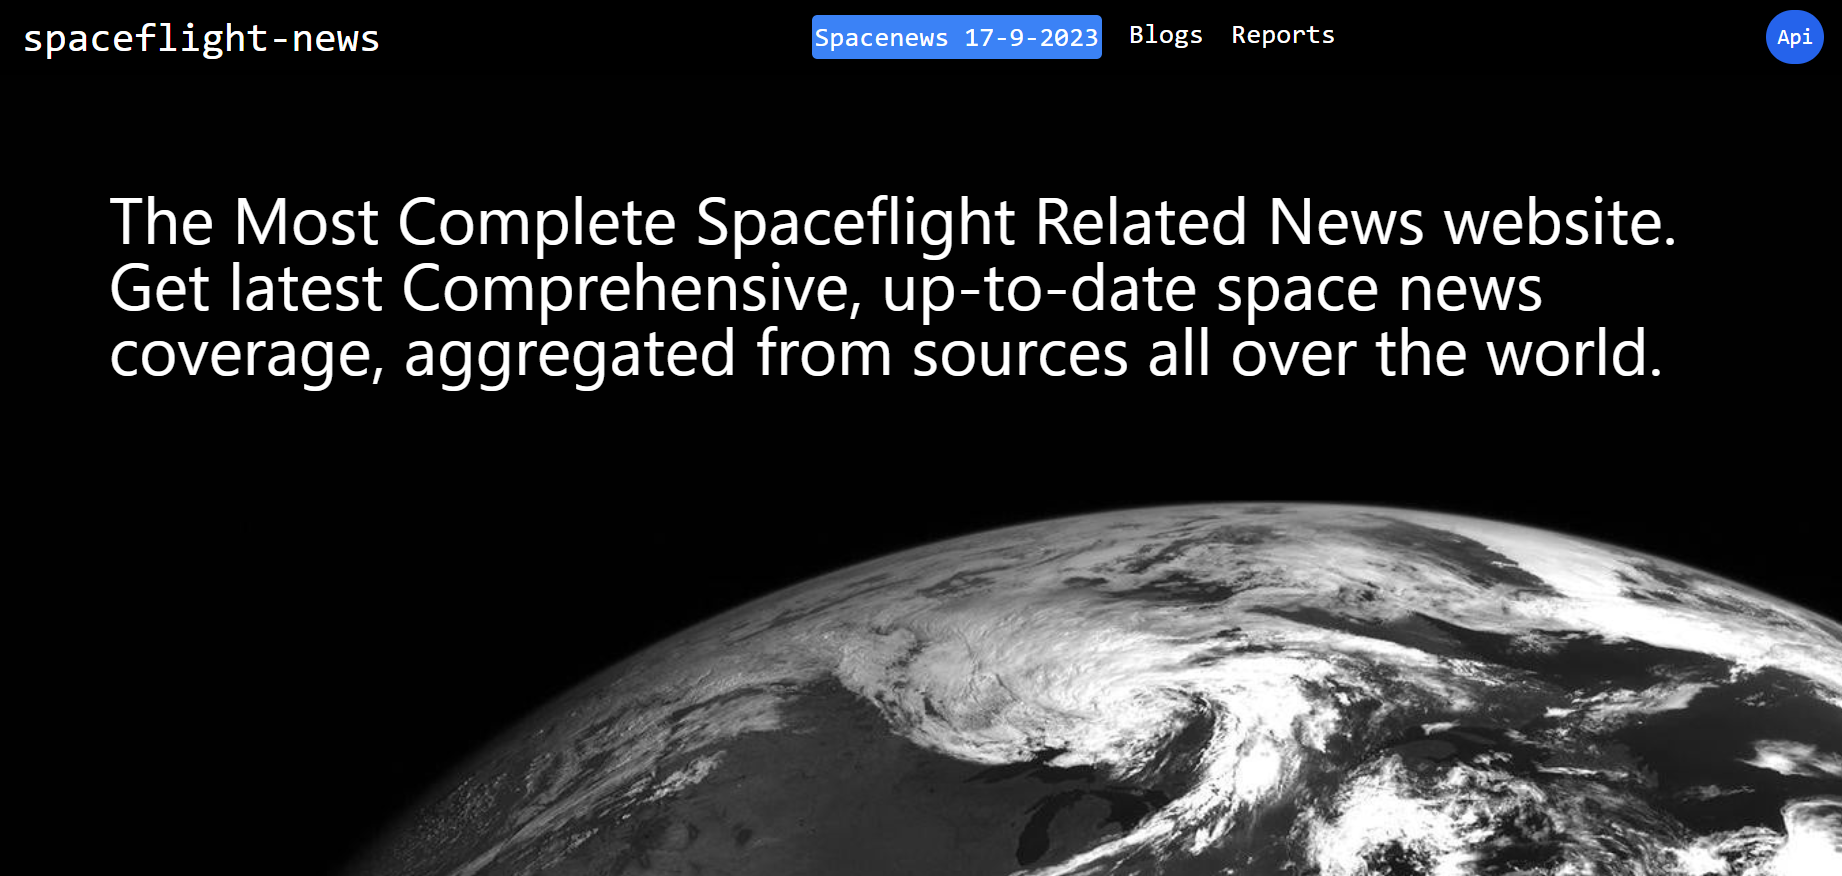 spaceflight-news
Spacenews 17-9-2023
Blogs
Reports
Api
The Most Complete Spaceflight Related News website.
Get latest Comprehensive, up-to-date space news
coverage, aggregated from sources all over the world.